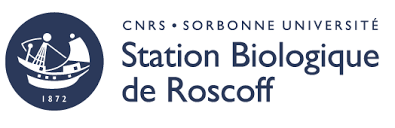 CNRS • SORBONNE UNIVERSITÉ
Station Biologique
de Roscoff
1872